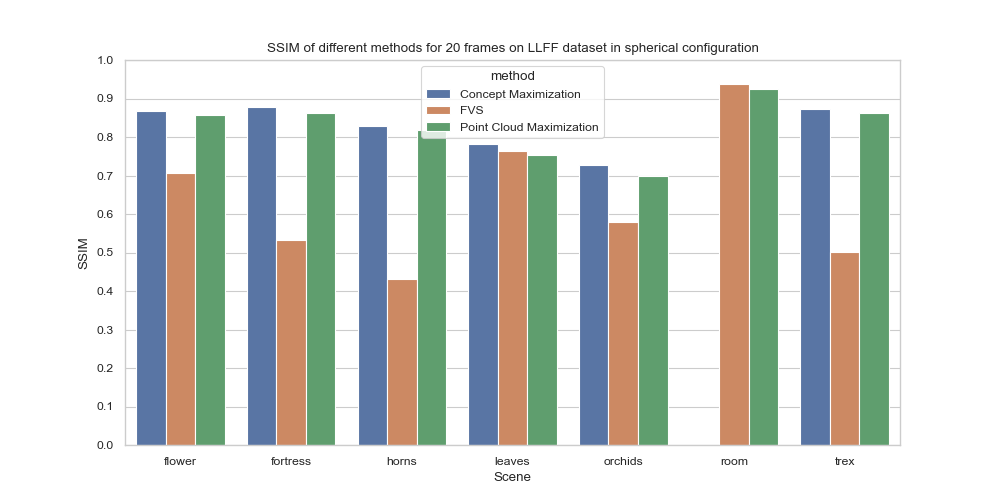 SSIM of different methods for 20 frames on LLFF dataset in spherical configuration
method
Concept Maximization
FVS
Point Cloud Maximization
1.0
0.9
0.8
0.7
0.6
0.5
0.4
0.3
0.2
0.1
0.0
SSIM
flower fortress horns leaves orchids room trex
Scene